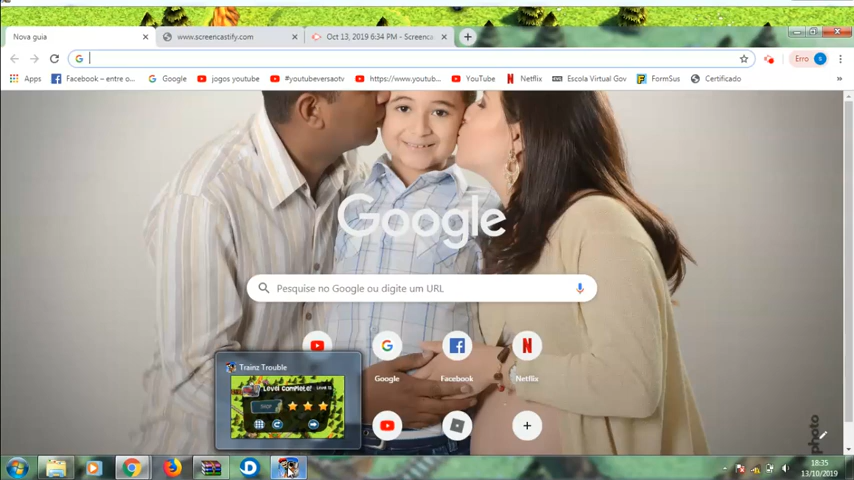 Nova guia
www.screencastify.com
Oct 13, 2019 6:34 PM - Screenca
Erro
s
Apps
Facebook – entre o...
Google
jogos youtube
#youtubeversaotv
https://www.youtub...
YouTube
Netflix
Escola Virtual Gov
FormSus
Certificado
Google
Pesquise no Google ou digite um URL
Google
Facebook
Netflix
Trainz Trouble
Level Complete!
SHOP
photo
18:35
13/10/2019